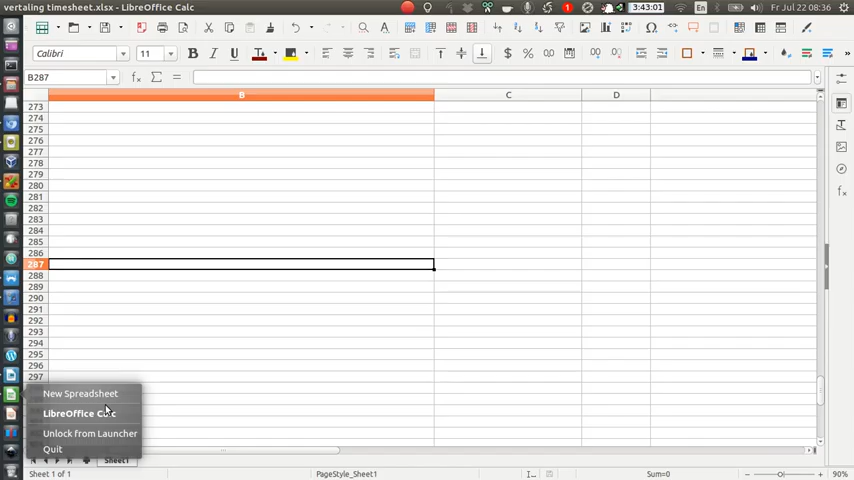 vertaling timesheet.xlsx - LibreOffice Calc
En
3:43:01
Fr Jul 22 08:36
Calibri
11
B287
B C D
273
274
275
276
277
278
279
280
281
282
283
284
285
286
287
288
289
290
291
292
293
294
295
296
297
New Spreadsheet
LibreOffice Calc
Unlock from Launcher
Quit
Sheet1
Sheet 1 of 1
PageStyle_Sheet1
Sum=0
90%